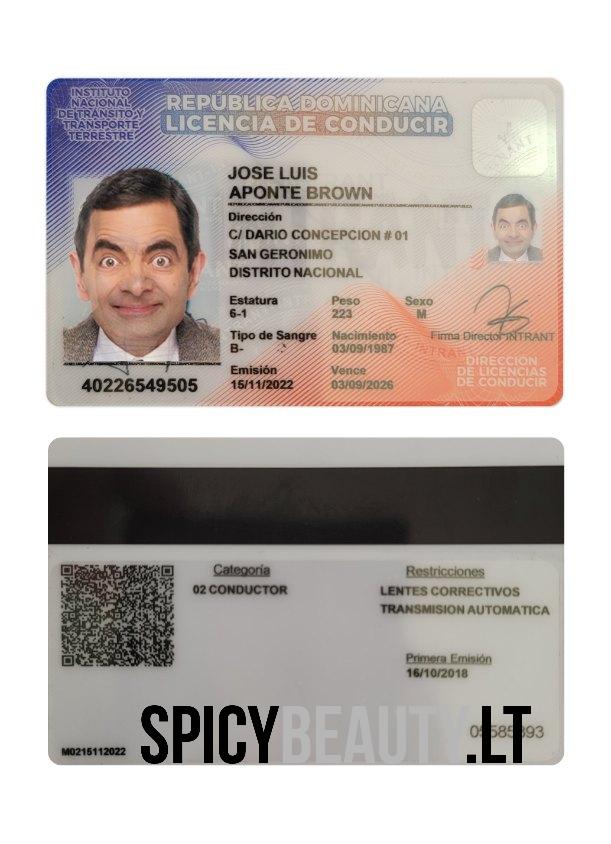 INSTITUTO
NACIONAL
DE TRÁNSITO Y
TRANSPORTE
TERRESTRE
REPÚBLICA DOMINICANA
LICENCIA DE CONDUCIR
JOSE LUIS
APONTE BROWN
Dirección
C/ DARIO CONCEPCION # 01
SAN GERONIMO
DISTRITO NACIONAL
Estatura Peso Sexo
6-1 223 M
Tipo de Sangre Nacimiento Firma Director INTRANT
B- 03/09/1987
Emisión Vence
15/11/2022 03/09/2026
DIRECCIÓN
DE LICENCIAS
DE CONDUCIR
40226549505
Categoría Restricciones
02 CONDUCTOR LENTES CORRECTIVOS
TRANSMISION AUTOMATICA
Primera Emisión
16/10/2018
M0215112022
SPICYBEAUTY.LT